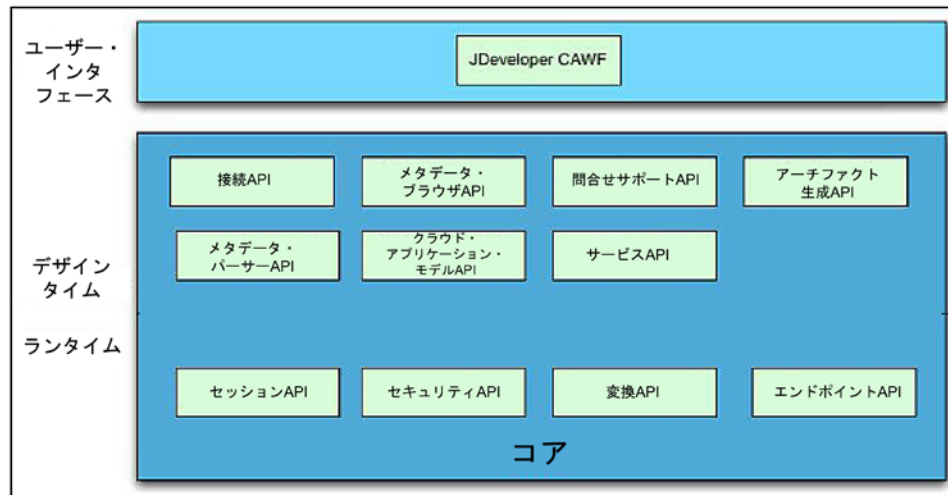 ユーザー・
インタ
フェース
JDeveloper CAWF
接続API
メタデータ・
ブラウザAPI
問合せサポートAPI
アーチファクト
生成API
メタデータ・
パーサーAPI
クラウド・
アプリケーション・
モデルAPI
サービスAPI
デザイン
タイム
ランタイム
セッションAPI
セキュリティAPI
変換API
エンドポイントAPI
コア